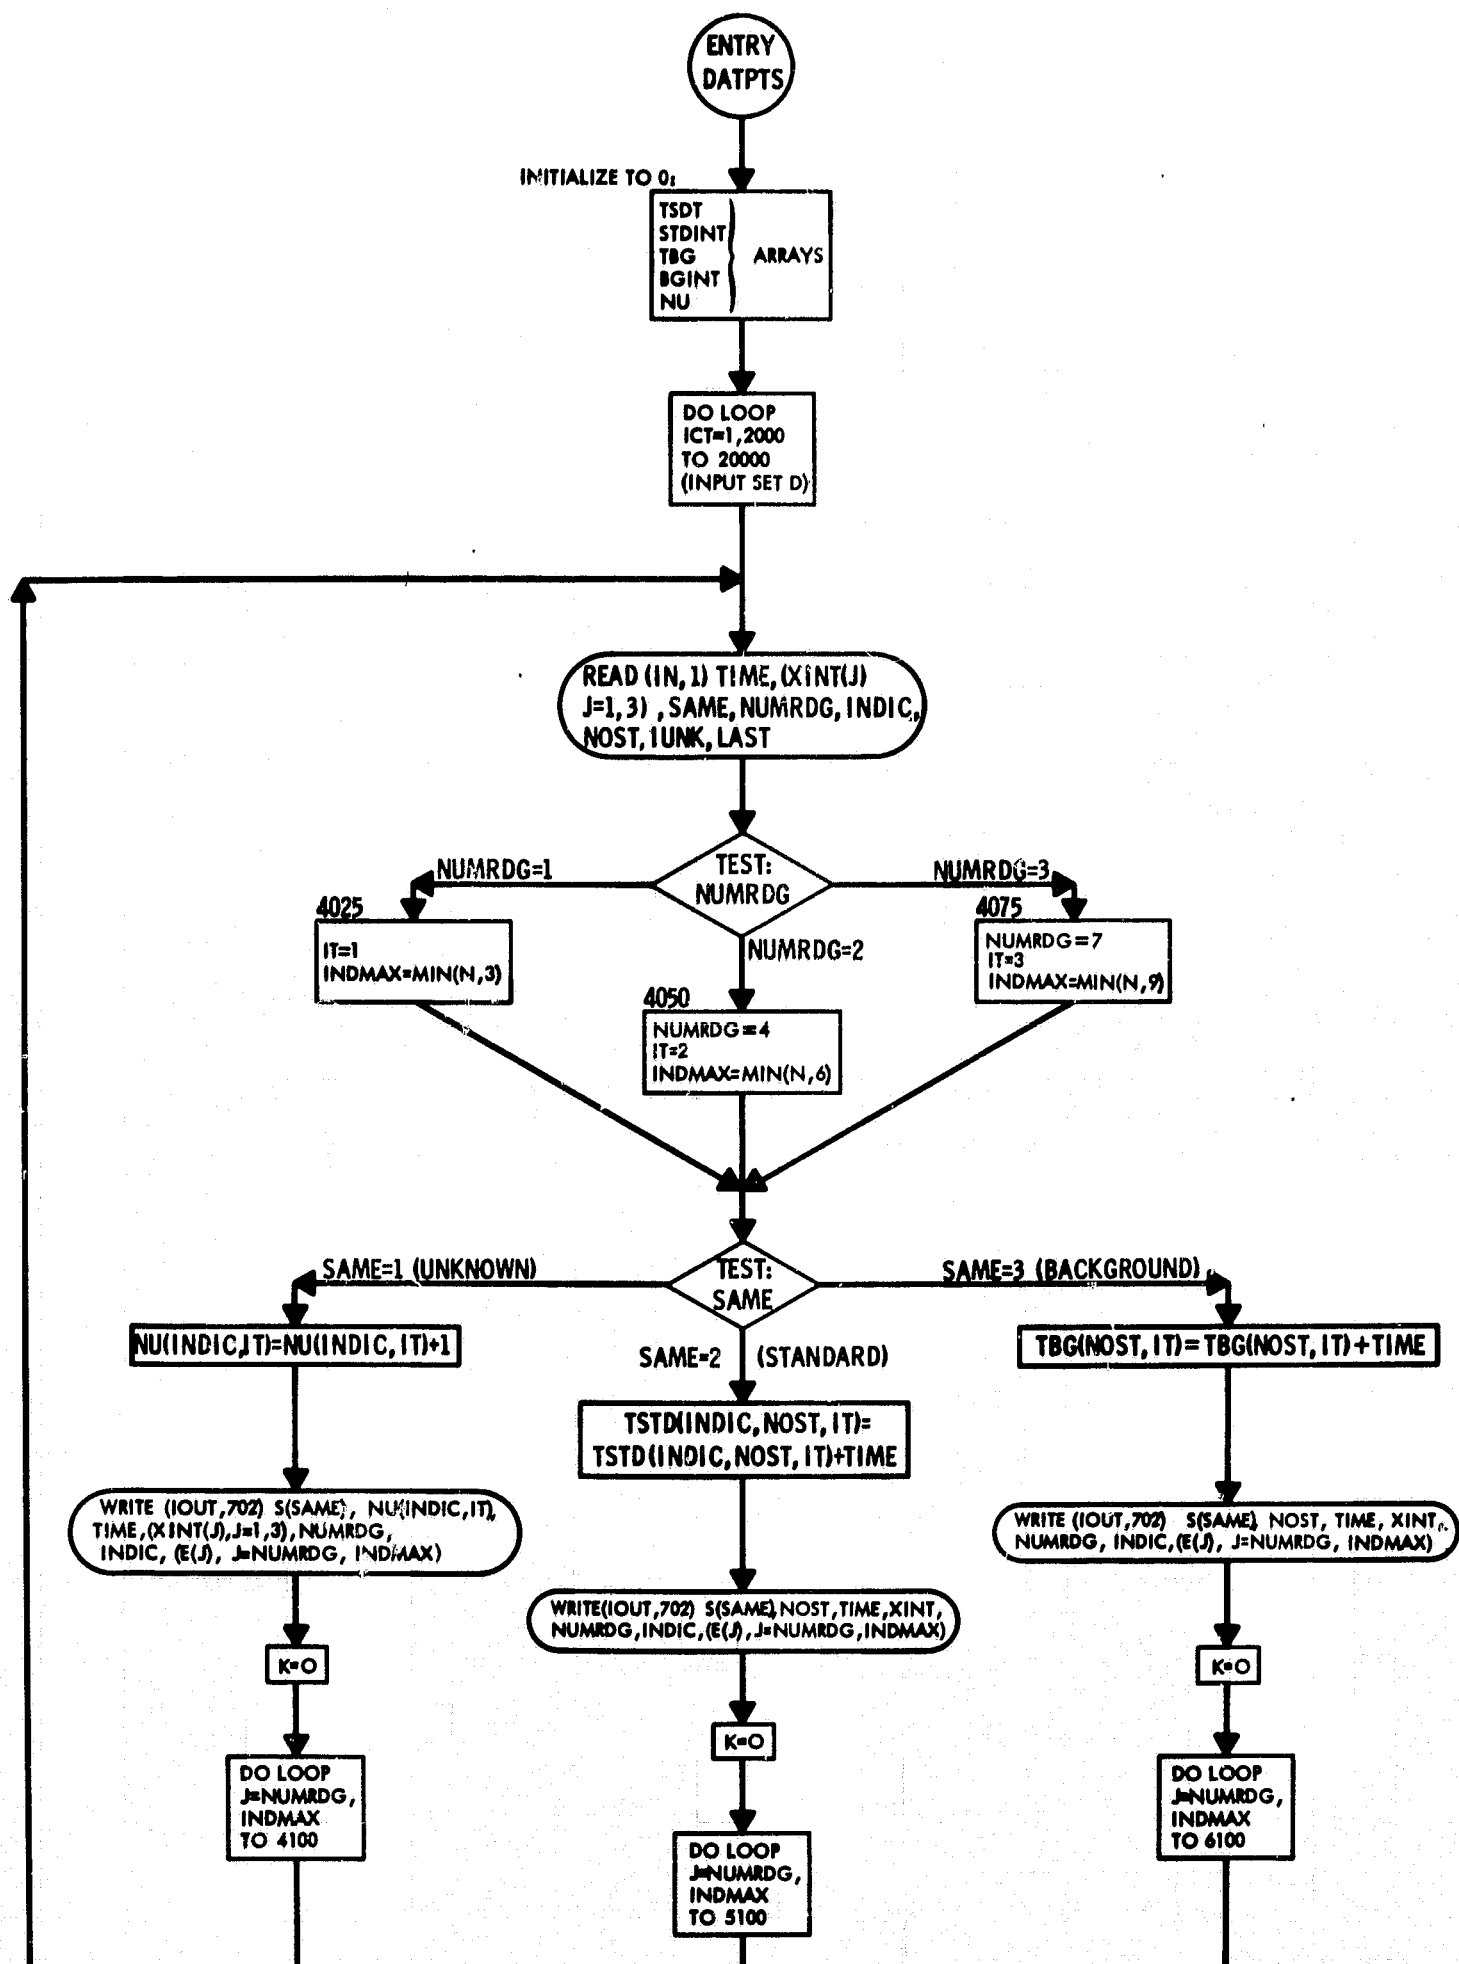 ENTRY
DATPTS
INITIALIZE TO 0:
TSDT
STDINT
TBG
BGINT
NU
ARRAYS
DO LOOP
ICT=1,2000
TO 20000
(INPUT SET D)
READ (IN, 1) TIME, (XINT(J)
J=1, 3) , SAME, NUMRDG, INDIC,
NOST, IUNK, LAST
TEST:
NUMRDG
NUMRDG=1
NUMRDG=3
NUMRDG=2
4025
IT=1
INDMAX=MIN(N,3)
4075
NUMRDG=7
IT=3
INDMAX=MIN(N,9)
4050
NUMRDG=4
IT=2
INDMAX=MIN(N,6)
TEST:
SAME
SAME=1 (UNKNOWN)
SAME=3 (BACKGROUND)
SAME=2 (STANDARD)
NU(INDIC,IT)=NU(INDIC, IT)+1
TBG(NOST, IT)=TBG(NOST, IT)+TIME
TSTD(INDIC,NOST, IT)=
TSTD(INDIC,NOST, IT)+TIME
WRITE (IOUT,702) S(SAME), NU(INDIC,IT),
TIME,(XINT(J),J=1,3),NUMRDG,
INDIC, (E(J), J=NUMRDG, INDMAX)
WRITE (IOUT,702) S(SAME), NOST, TIME, XINT,
NUMRDG, INDIC,(E(J), J=NUMRDG, INDMAX)
WRITE(IOUT,702) S(SAME),NOST,TIME,XINT,
NUMRDG,INDIC,(E(J),J=NUMRDG,INDMAX)
K=O
K=O
K=O
DO LOOP
J=NUMRDG,
INDMAX
TO 4100
DO LOOP
J=NUMRDG,
INDMAX
TO 6100
DO LOOP
J=NUMRDG,
INDMAX
TO 5100